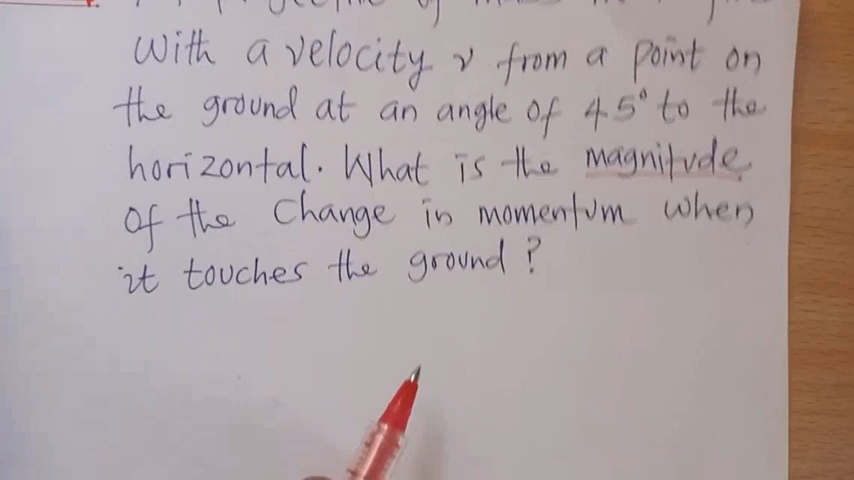 With a velocity v from a point on
the ground at an angle of 45° to the
horizontal. What is the magnitude
of the change in momentum when
it touches the ground?